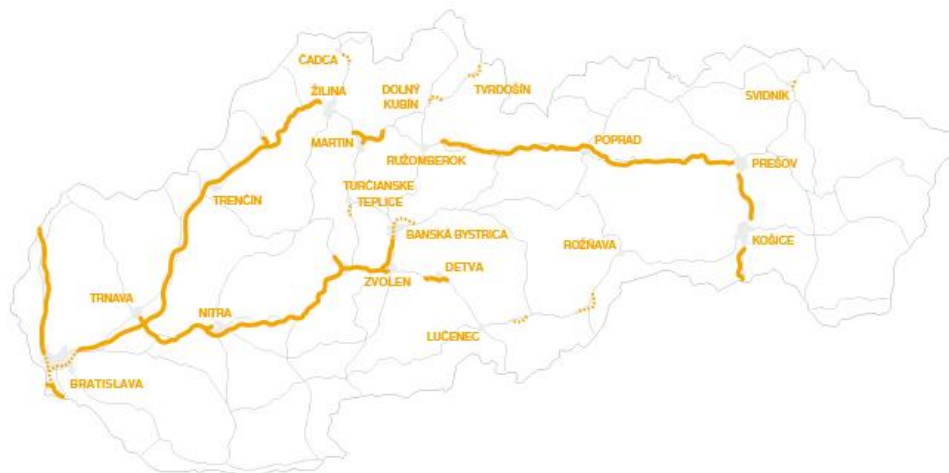 ČADCA
ŽILINA
DOLNÝ
KUBÍN
TVRDOŠÍN
SVIDNÍK
MARTIN
RUŽOMBEROK
POPRAD
PREŠOV
TRENČÍN
TURČIANSKE
TEPLICE
BANSKÁ BYSTRICA
ROŽŇAVA
KOŠICE
ZVOLEN
DETVA
TRNAVA
NITRA
LUČENEC
BRATISLAVA